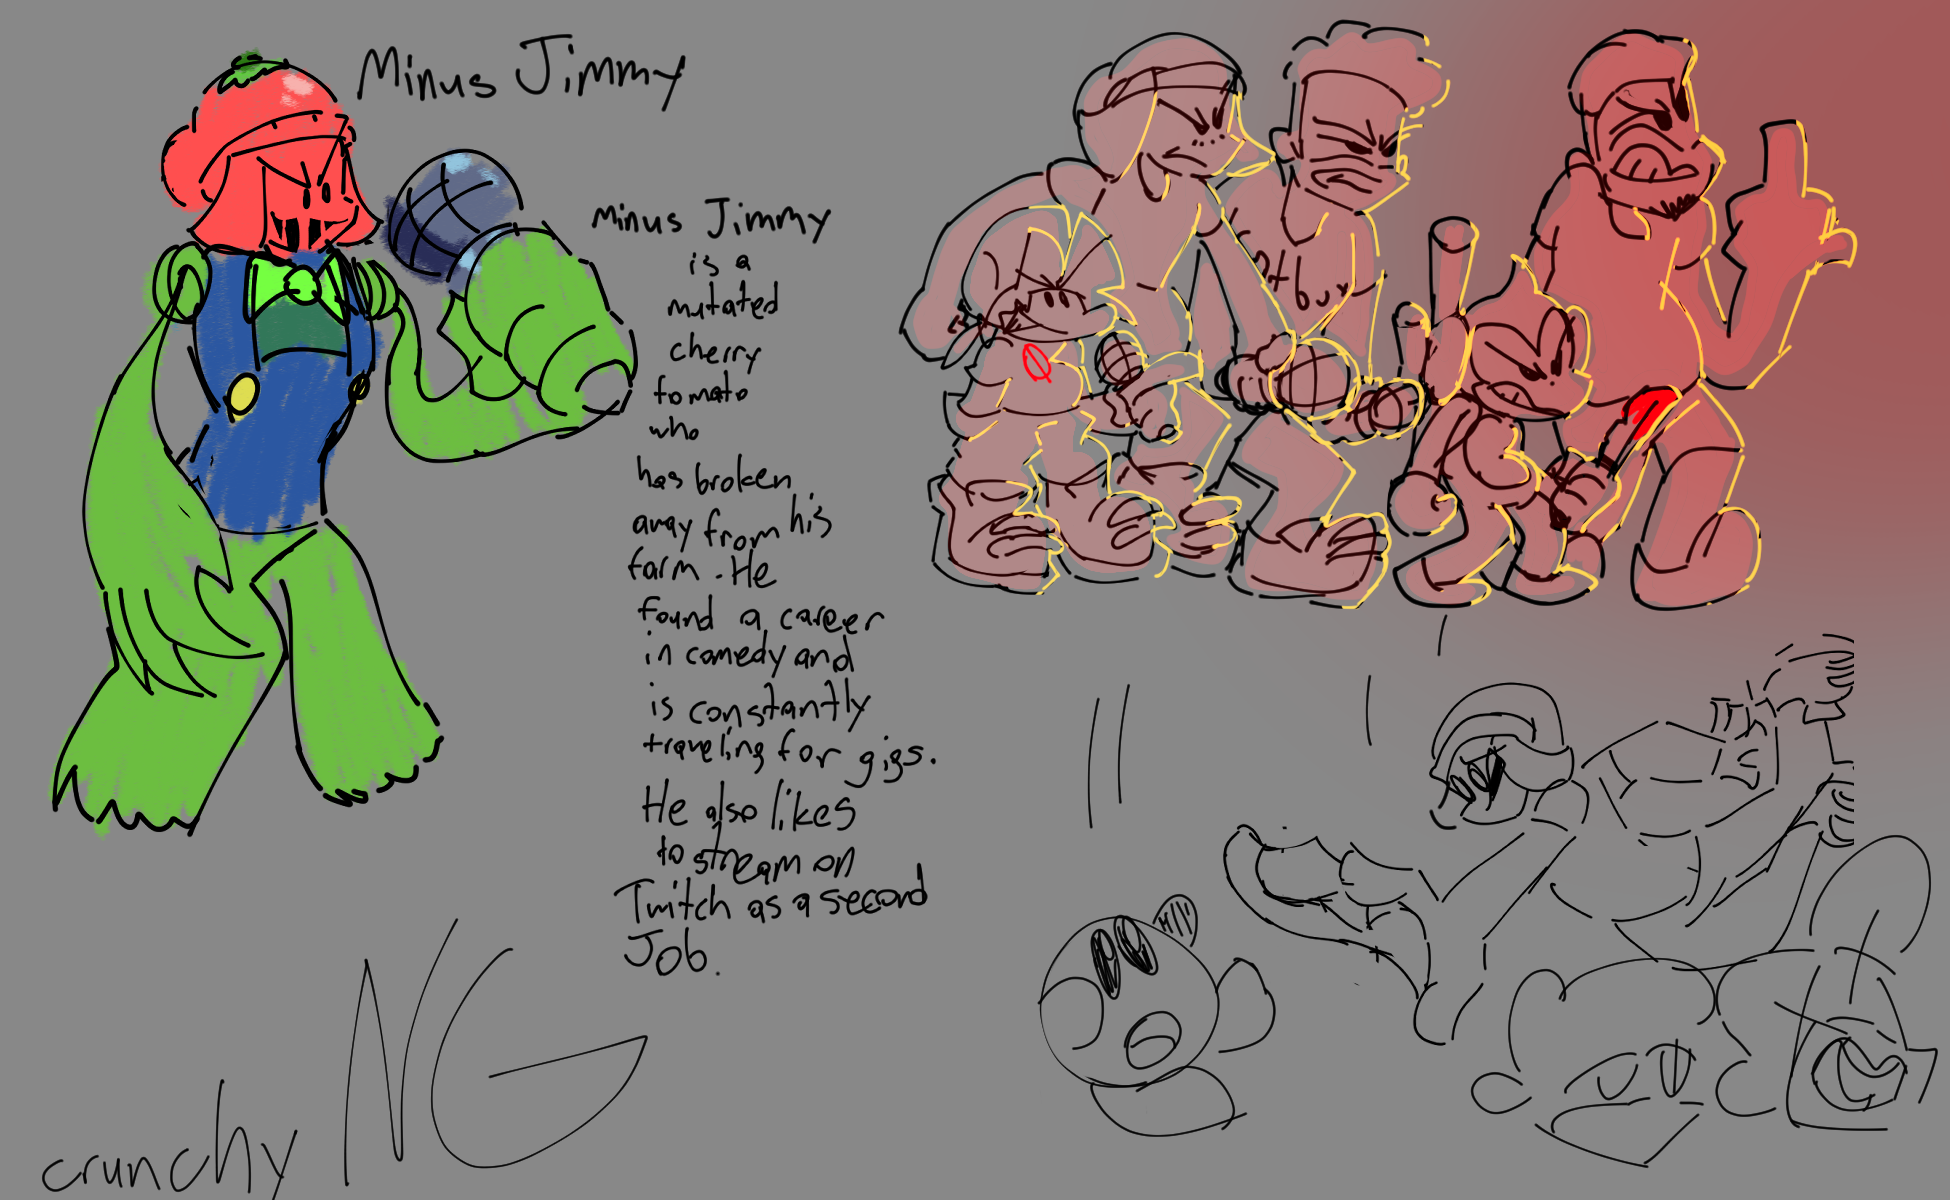 Minus Jimmy
Minus Jimmy
is a
mutated
cherry
tomato
who
has broken
away from his
farm. He
found a career
in comedy and
is constantly
traveling for gigs.
He also likes
to stream on
Twitch as a second
Job.
crunchy NG